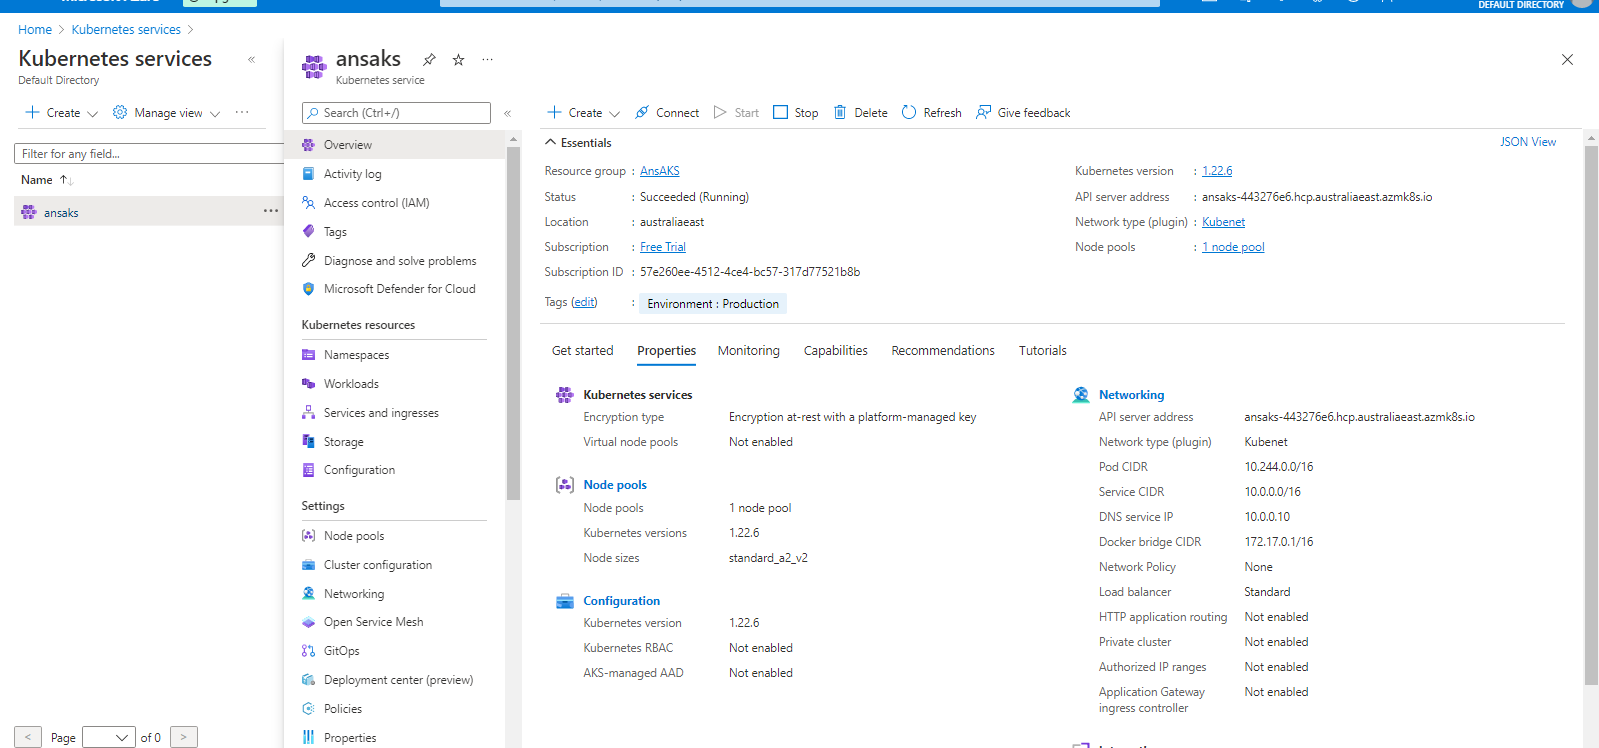 DEFAULT DIRECTORY
Home > Kubernetes services >
Kubernetes services «
Default Directory
+ Create Manage view ...
Filter for any field...
Name ↑↓
ansaks ...
< Page of 0 >
ansaks ...
Kubernetes service
Search (Ctrl+/) «
Overview
Activity log
Access control (IAM)
Tags
Diagnose and solve problems
Microsoft Defender for Cloud
Kubernetes resources
Namespaces
Workloads
Services and ingresses
Storage
Configuration
Settings
Node pools
Cluster configuration
Networking
Open Service Mesh
GitOps
Deployment center (preview)
Policies
Properties
+ Create Connect Start Stop Delete Refresh Give feedback
Essentials JSON View
Resource group : AnsAKS
Status : Succeeded (Running)
Location : australiaeast
Subscription : Free Trial
Subscription ID : 57e260ee-4512-4ce4-bc57-317d77521b8b
Tags (edit) : Environment : Production
Kubernetes version : 1.22.6
API server address : ansaks-443276e6.hcp.australiaeast.azmk8s.io
Network type (plugin) : Kubenet
Node pools : 1 node pool
Get started Properties Monitoring Capabilities Recommendations Tutorials
Kubernetes services
Encryption type Encryption at-rest with a platform-managed key
Virtual node pools Not enabled
Node pools
Node pools 1 node pool
Kubernetes versions 1.22.6
Node sizes standard_a2_v2
Configuration
Kubernetes version 1.22.6
Kubernetes RBAC Not enabled
AKS-managed AAD Not enabled
Networking
API server address ansaks-443276e6.hcp.australiaeast.azmk8s.io
Network type (plugin) Kubenet
Pod CIDR 10.244.0.0/16
Service CIDR 10.0.0.0/16
DNS service IP 10.0.0.10
Docker bridge CIDR 172.17.0.1/16
Network Policy None
Load balancer Standard
HTTP application routing Not enabled
Private cluster Not enabled
Authorized IP ranges Not enabled
Application Gateway Not enabled
ingress controller